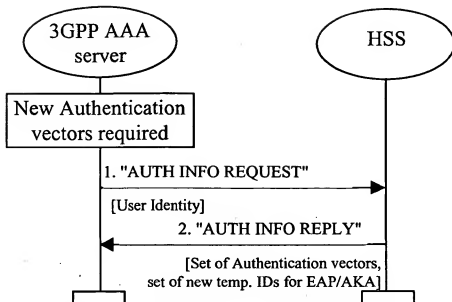 3GPP AAA
server
HSS
New Authentication
vectors required
1. "AUTH INFO REQUEST"
[User Identity]
2. "AUTH INFO REPLY"
[Set of Authentication vectors,
set of new temp. IDs for EAP/AKA]